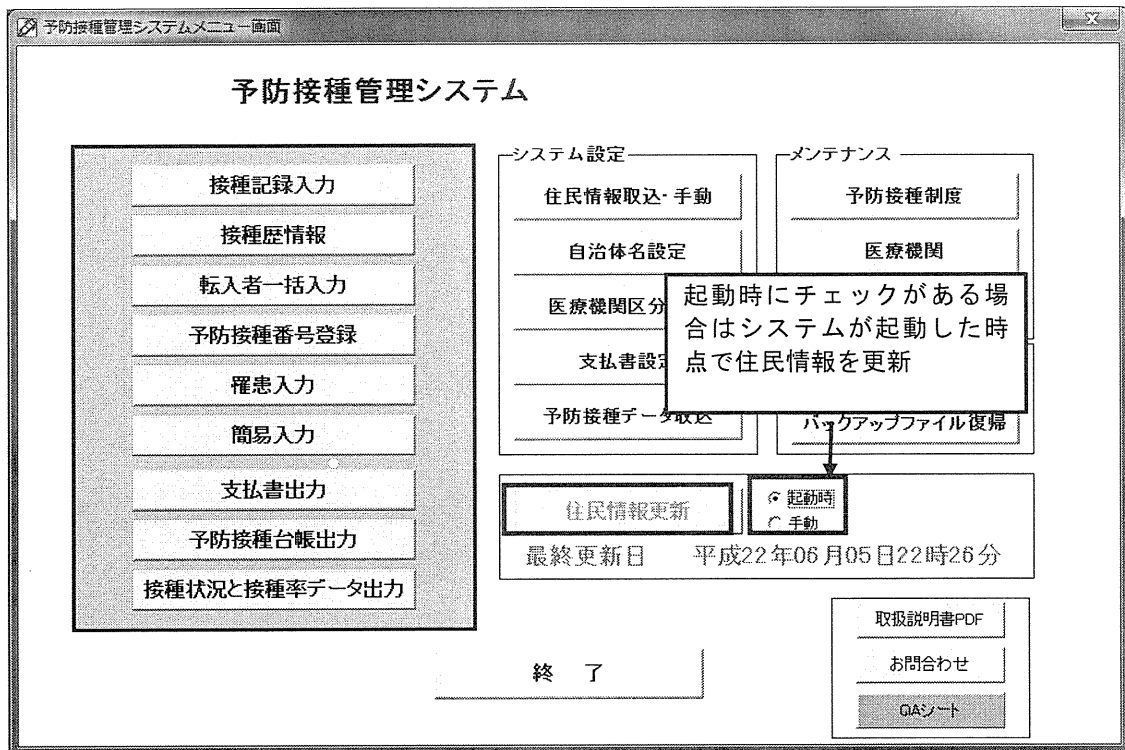 予防接種管理システムメニュー画面
X
予防接種管理システム
接種記録入力
接種歴情報
転入者一括入力
予防接種番号登録
罹患入力
簡易入力
支払書出力
予防接種台帳出力
接種状況と接種率データ出力
システム設定
住民情報取込・手動
自治体名設定
医療機関区分
支払書設定
予防接種データ取込
メンテナンス
予防接種制度
医療機関
バックアップファイル復帰
起動時にチェックがある場
合はシステムが起動した時
点で住民情報を更新
住民情報更新
起動時
手動
最終更新日 平成22年06月05日22時26分
終 了
取扱説明書PDF
お問合わせ
QAシート